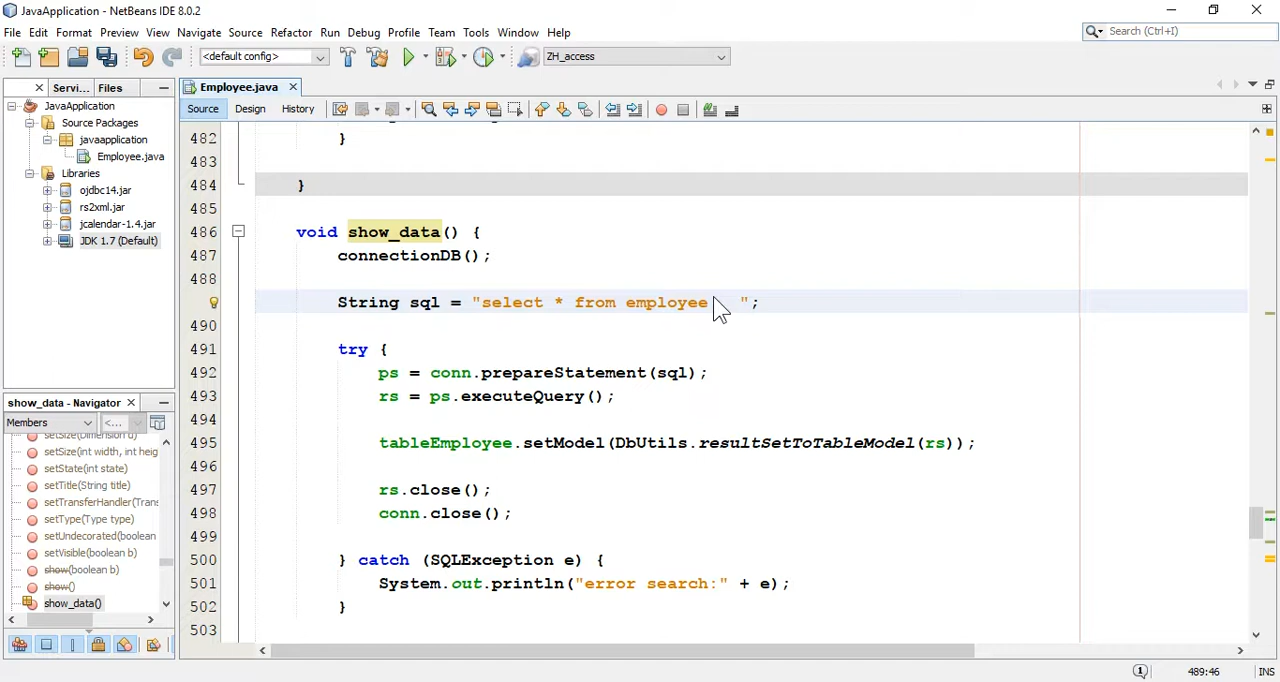 JavaApplication - NetBeans IDE 8.0.2
File Edit Format Preview View Navigate Source Refactor Run Debug Profile Team Tools Window Help
Search (Ctrl+I)
<default config> ZH_access
Servi... Files
Employee.java
Source Design History
JavaApplication
Source Packages
javaapplication
Employee.java
Libraries
ojdbc14.jar
rs2xml.jar
jcalendar-1.4.jar
JDK 1.7 (Default)
show_data - Navigator
Members <...
setSize(Dimension d)
setSize(int width, int heig
setState(int state)
setTitle(String title)
setTransferHandler(Trans
setType(Type type)
setUndecorated(boolean
setVisible(boolean b)
show(boolean b)
show()
show_data()
482 }
483
484 }
485
486 void show_data() {
487 connectionDB();
488
String sql = "select * from employee ";
490
491 try {
492 ps = conn.prepareStatement(sql);
493 rs = ps.executeQuery();
494
495 tableEmployee.setModel(DbUtils.resultSetToTableModel(rs));
496
497 rs.close();
498 conn.close();
499
500 } catch (SQLException e) {
501 System.out.println("error search:" + e);
502 }
503
1 489:46 INS